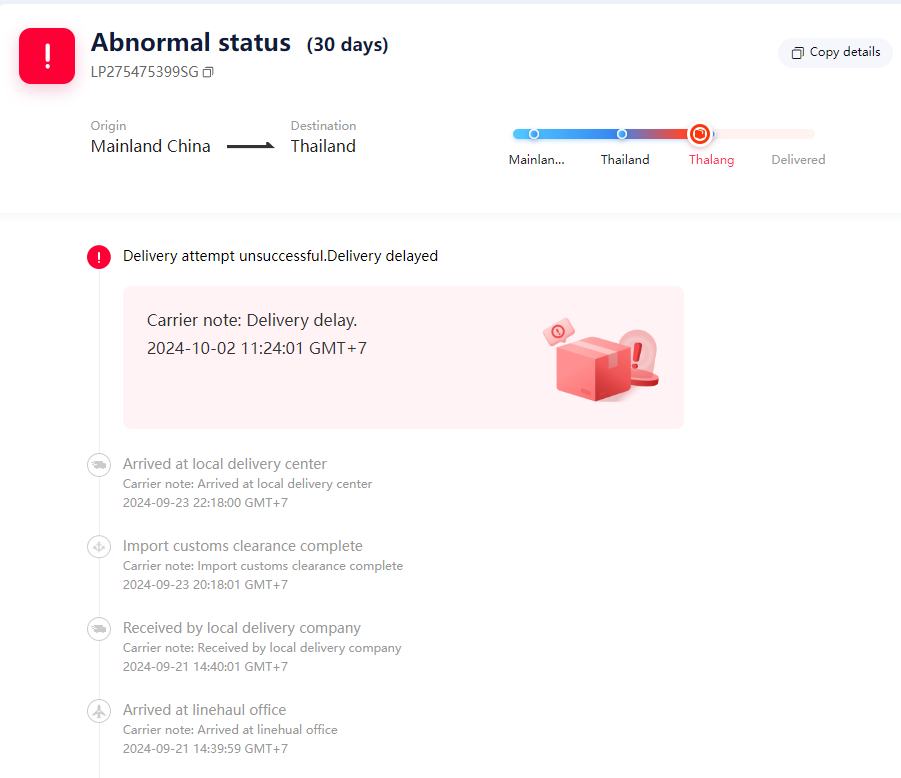 Abnormal status (30 days)
Copy details
LP275475399SG
Origin
Destination
Mainland China
Thailand
Mainlan...
Thailand
Thalang
Delivered
Delivery attempt unsuccessful.Delivery delayed
Carrier note: Delivery delay.
2024-10-02 11:24:01 GMT+7
Arrived at local delivery center
Carrier note: Arrived at local delivery center
2024-09-23 22:18:00 GMT+7
Import customs clearance complete
Carrier note: Import customs clearance complete
2024-09-23 20:18:01 GMT+7
Received by local delivery company
Carrier note: Received by local delivery company
2024-09-21 14:40:01 GMT+7
Arrived at linehaul office
Carrier note: Arrived at linehual office
2024-09-21 14:39:59 GMT+7